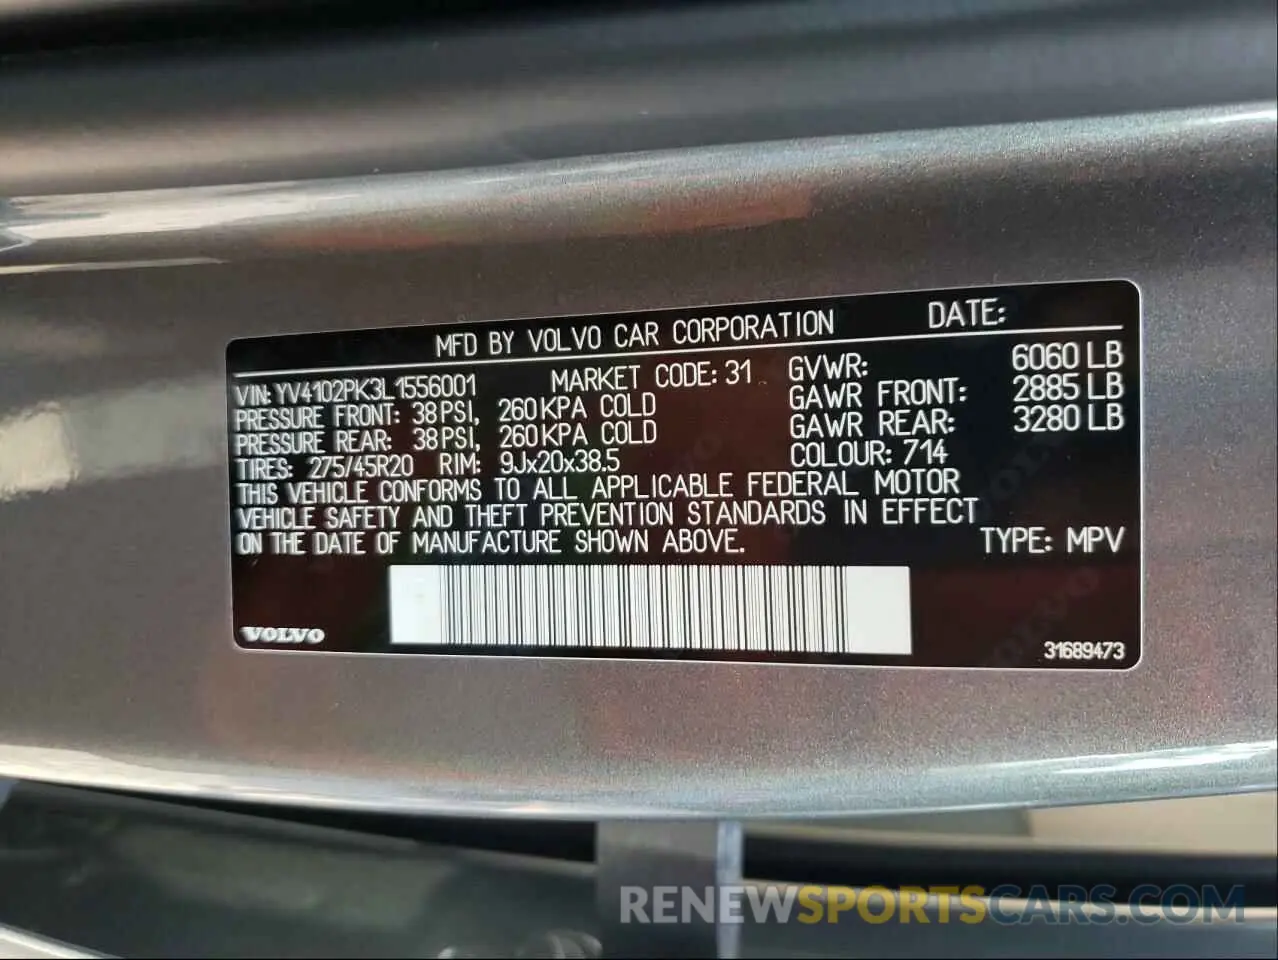 MFD BY VOLVO CAR CORPORATION DATE:
VIN: YV4102PK3L1556001 MARKET CODE: 31 GVWR: 6060 LB
PRESSURE FRONT: 38 PSI, 260 KPA COLD GAWR FRONT: 2885 LB
PRESSURE REAR: 38 PSI, 260 KPA COLD GAWR REAR: 3280 LB
TIRES: 275/45R20 RIM: 9Jx20x38.5 COLOUR: 714
THIS VEHICLE CONFORMS TO ALL APPLICABLE FEDERAL MOTOR
VEHICLE SAFETY AND THEFT PREVENTION STANDARDS IN EFFECT
ON THE DATE OF MANUFACTURE SHOWN ABOVE. TYPE: MPV
VOLVO 31689473
RENEWSPORTSCARS.COM